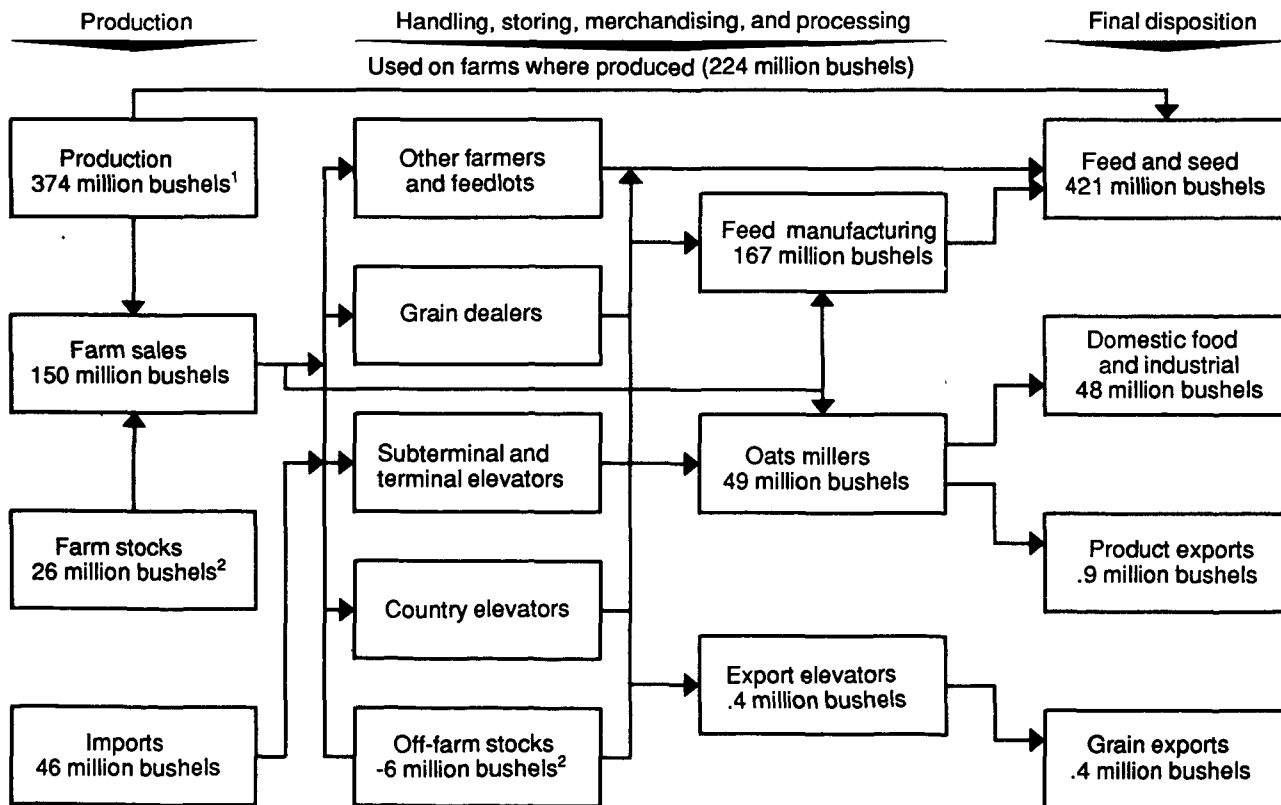 Production
Handling, storing, merchandising, and processing
Final disposition
Used on farms where produced (224 million bushels)
Production
374 million bushels¹
Other farmers
and feedlots
Feed and seed
421 million bushels
Feed manufacturing
167 million bushels
Grain dealers
Farm sales
150 million bushels
Domestic food
and industrial
48 million bushels
Subterminal and
terminal elevators
Oats millers
49 million bushels
Farm stocks
26 million bushels²
Product exports
.9 million bushels
Country elevators
Export elevators
.4 million bushels
Imports
46 million bushels
Off-farm stocks
-6 million bushels²
Grain exports
.4 million bushels